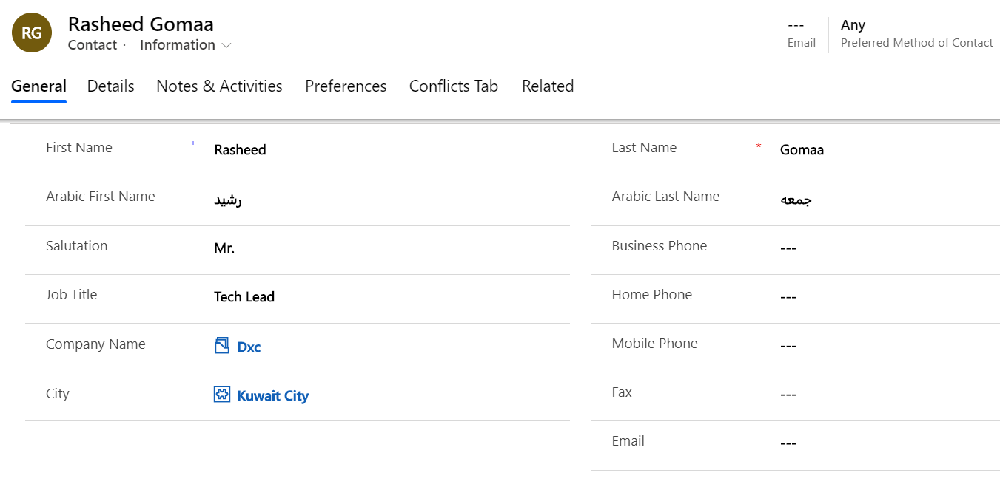 RG
Rasheed Gomaa
Contact · Information
---
Email
Any
Preferred Method of Contact
General Details Notes & Activities Preferences Conflicts Tab Related
First Name + Rasheed
Last Name * Gomaa
Arabic First Name رشيد
Arabic Last Name جمعه
Salutation Mr.
Business Phone ---
Job Title Tech Lead
Home Phone ---
Company Name Dxc
Mobile Phone ---
City Kuwait City
Fax ---
Email ---